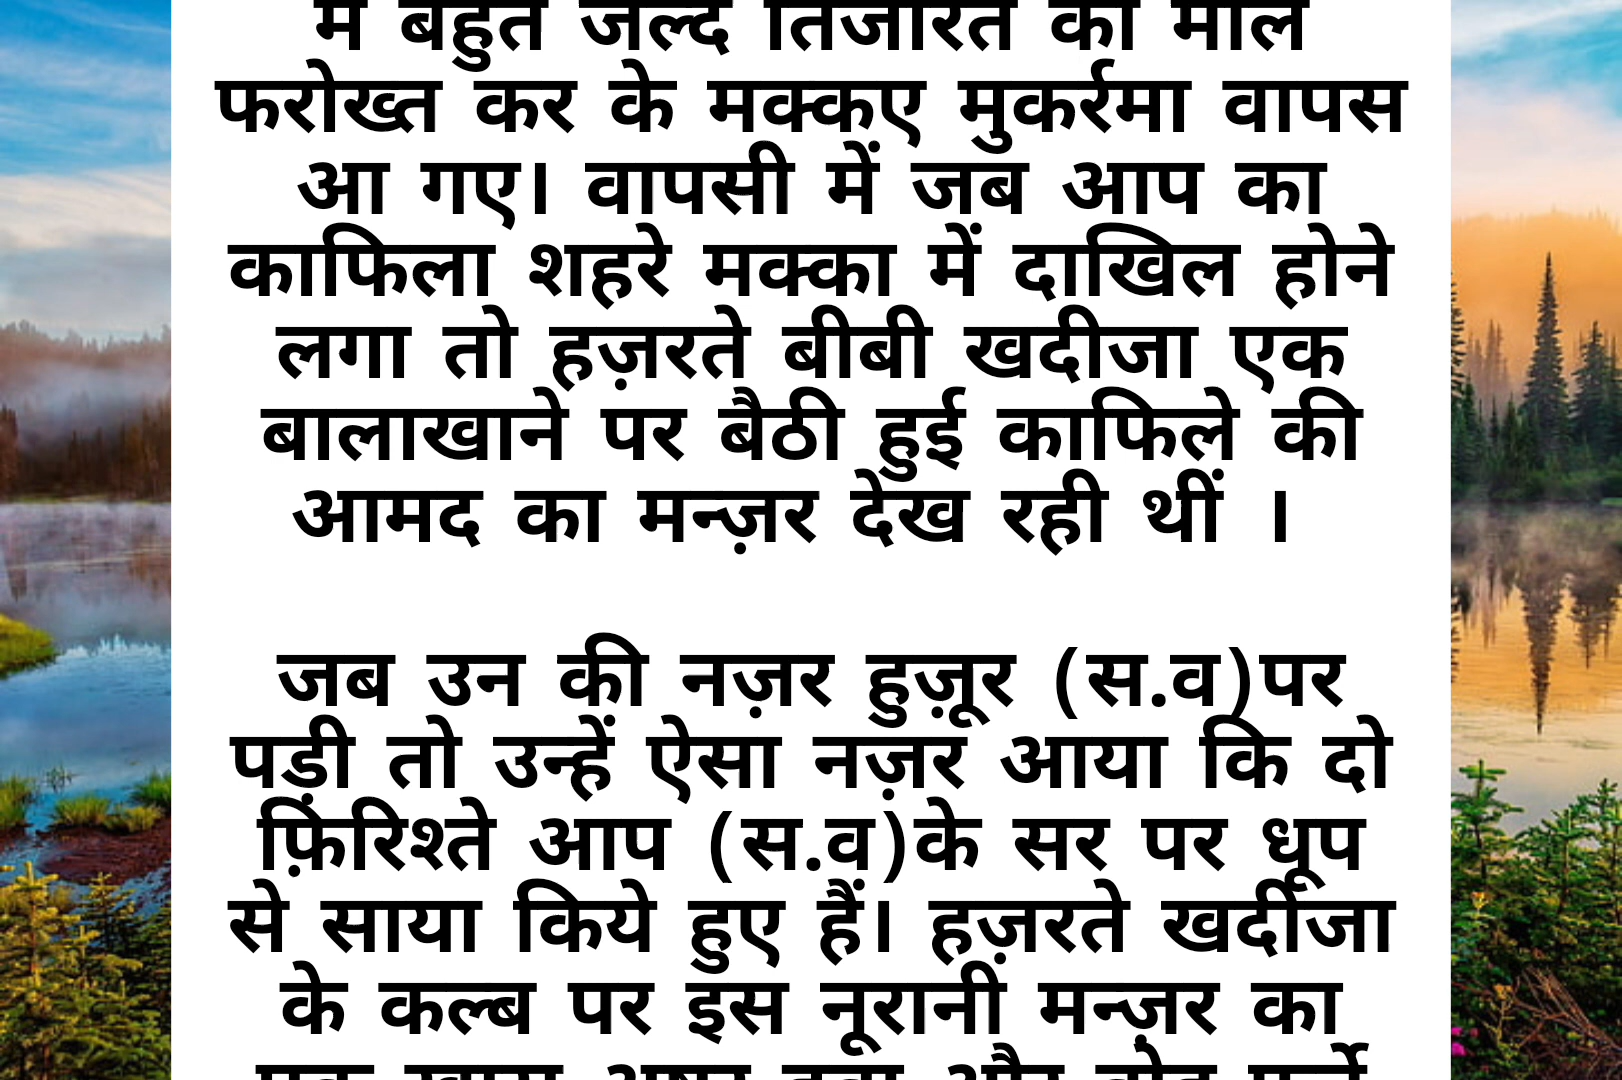 में बहुत जल्द तिजारत का माल
फरोख्त कर के मक्कए मुकर्रमा वापस
आ गए। वापसी में जब आप का
काफिला शहरे मक्का में दाखिल होने
लगा तो हज़रते बीबी खदीजा एक
बालाखाने पर बैठी हुई काफिले की
आमद का मन्ज़र देख रही थीं ।
जब उन की नज़र हुज़ूर (स.व)पर
पड़ी तो उन्हें ऐसा नज़र आया कि दो
फ़िरिश्ते आप (स.व)के सर पर धूप
से साया किये हुए हैं। हज़रते खदीजा
के कल्ब पर इस नूरानी मन्ज़र का